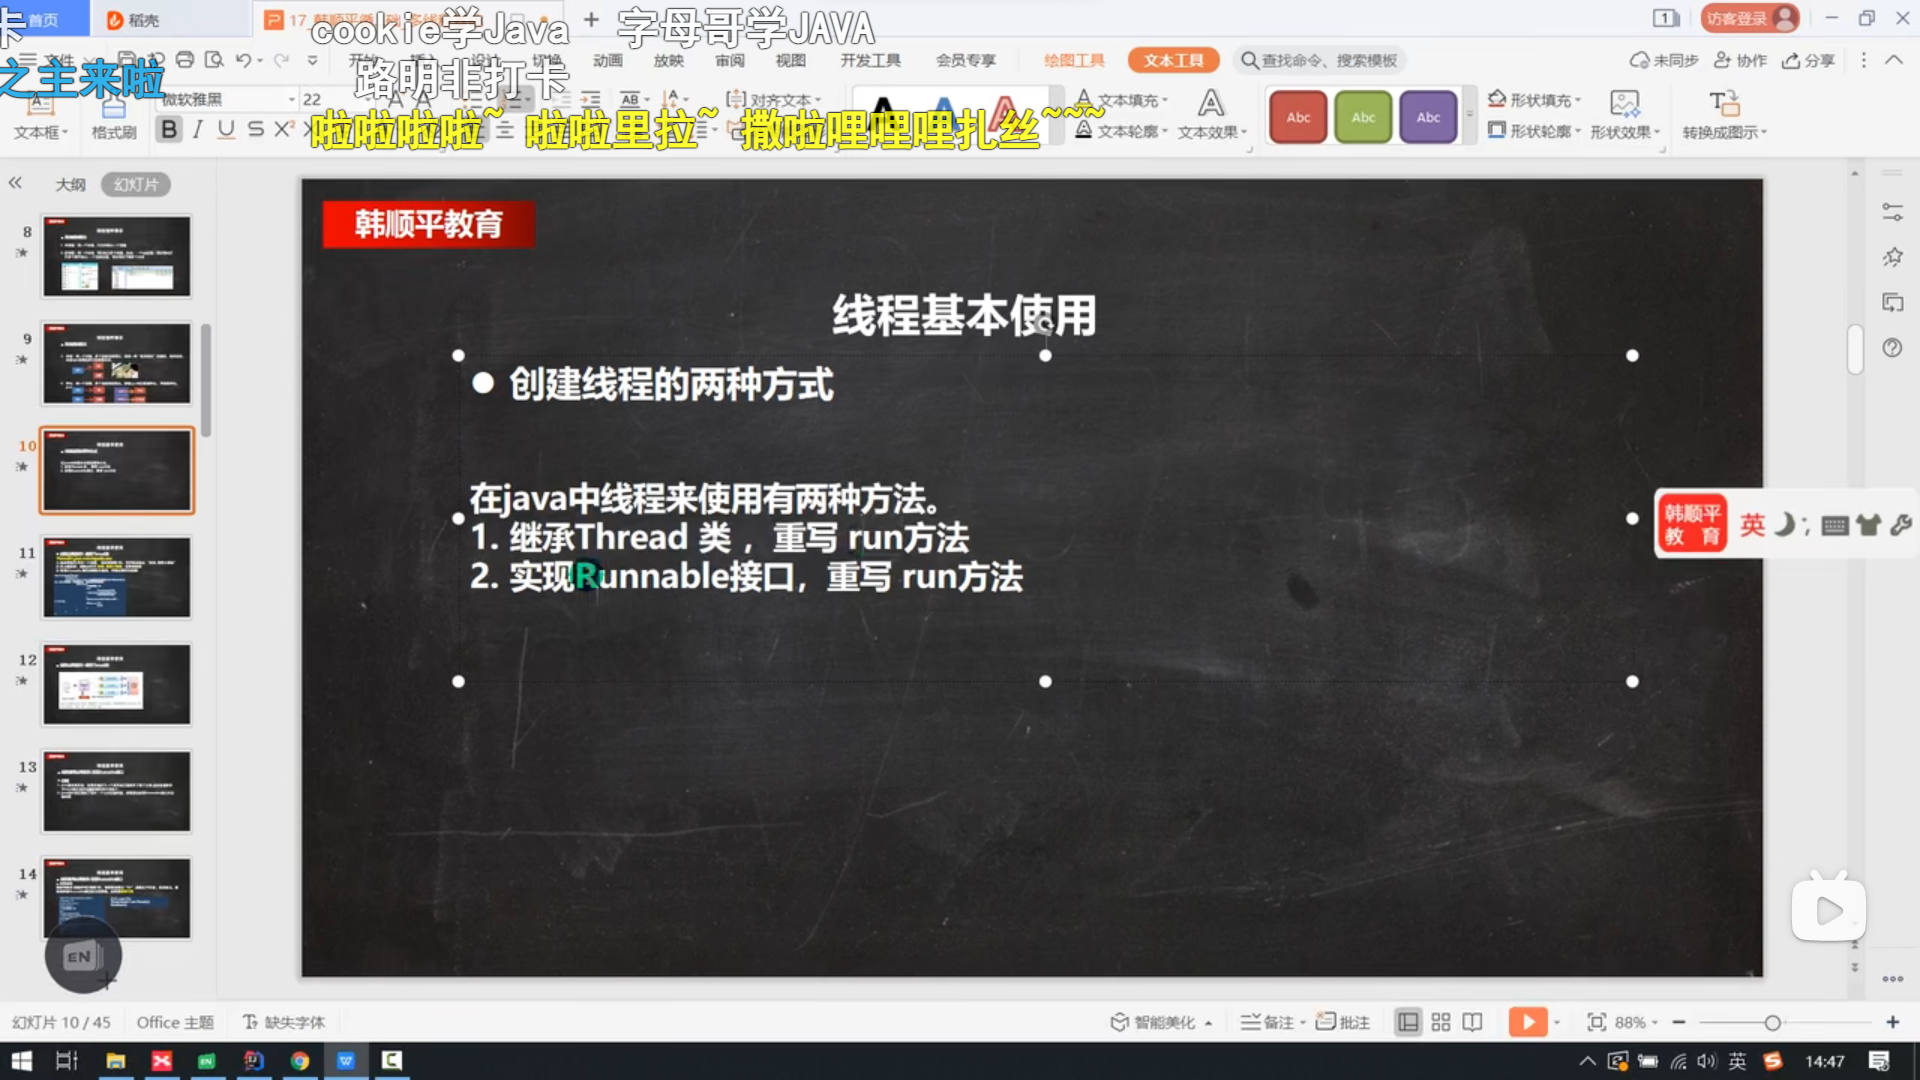 首页
稻壳
cookie学Java
字母哥学JAVA
访客登录
卡
之主来啦
路明非打卡
啦啦啦啦~ 啦啦里拉~ 撒啦哩哩哩扎丝~~~
动画
放映
审阅
视图
开发工具
会员专享
绘图工具
文本工具
查找命令、搜索模板
未同步
协作
分享
微软雅黑
22
文本框
格式刷
B I U S X²
对齐文本
文本填充
文本轮廓
文本效果
Abc
Abc
Abc
形状填充
形状轮廓
形状效果
转换成图示
大纲
幻灯片
8
9
10
11
12
13
14
韩顺平教育
线程基本使用
● 创建线程的两种方式
在java中线程来使用有两种方法。
1. 继承Thread 类 ，重写 run方法
2. 实现Runnable接口，重写 run方法
韩顺平
教 育
英
EN
幻灯片 10 / 45
Office 主题
缺失字体
智能美化
备注
批注
88%
英
14:47